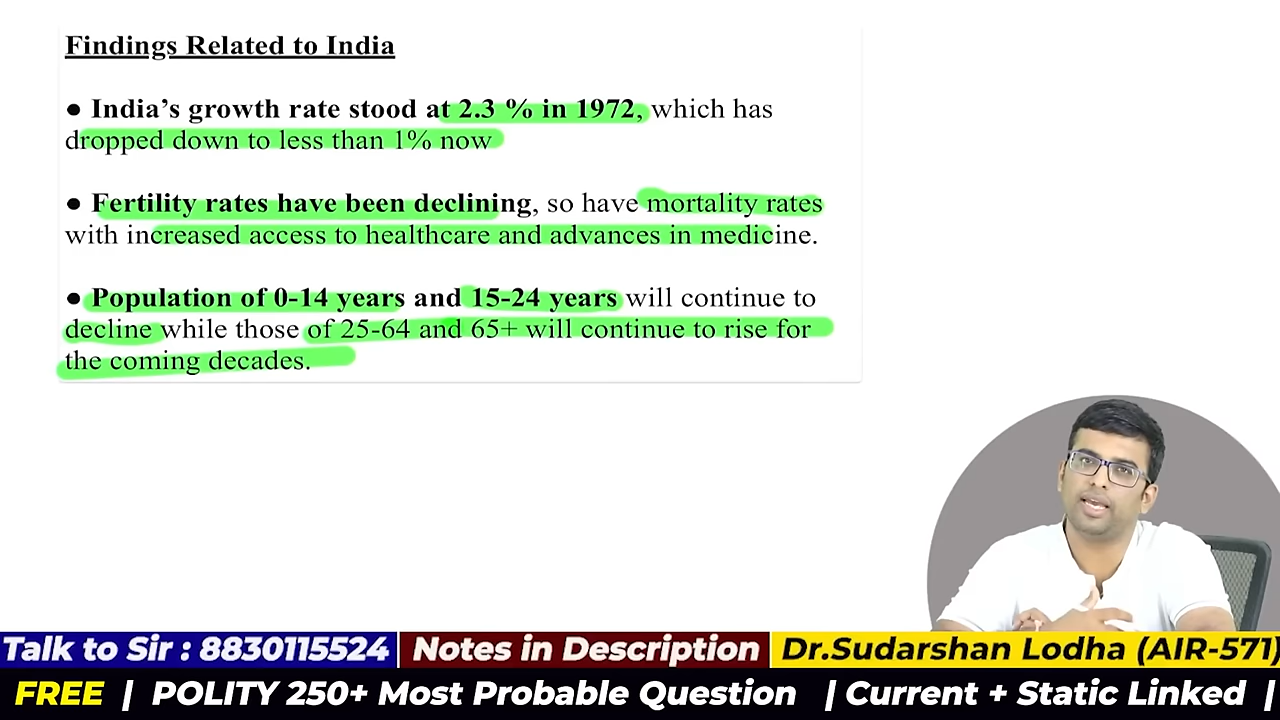 Findings Related to India
● India’s growth rate stood at 2.3 % in 1972, which has
dropped down to less than 1% now
● Fertility rates have been declining, so have mortality rates
with increased access to healthcare and advances in medicine.
● Population of 0-14 years and 15-24 years will continue to
decline while those of 25-64 and 65+ will continue to rise for
the coming decades.
Talk to Sir : 8830115524 Notes in Description Dr.Sudarshan Lodha (AIR-571)
FREE | POLITY 250+ Most Probable Question | Current + Static Linked |